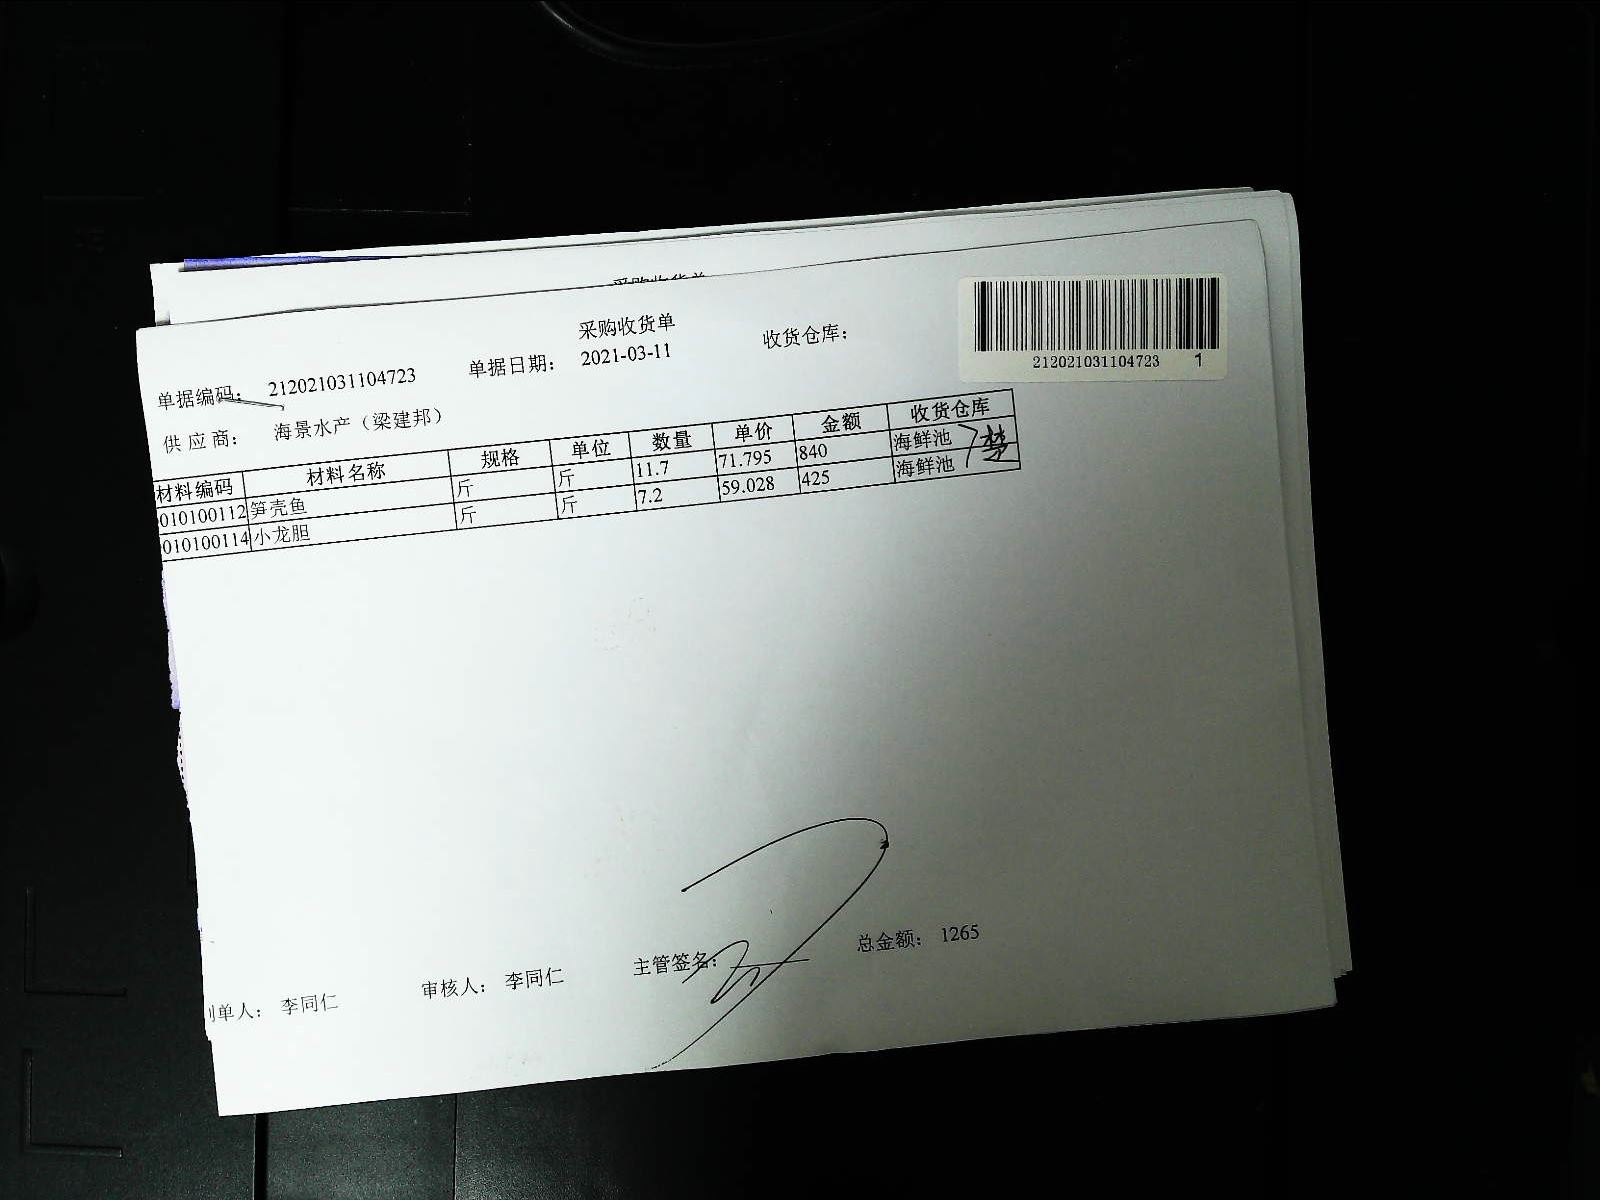 采购收货单
单据编码： 212021031104723 单据日期： 2021-03-11 收货仓库：
212021031104723 1
供应商： 海景水产（梁建邦）
材料编码 材料名称 规格 单位 数量 单价 金额 收货仓库
010100112 笋壳鱼 斤 斤 11.7 71.795 840 海鲜池
010100114 小龙胆 斤 斤 7.2 59.028 425 海鲜池
制单人： 李同仁 审核人： 李同仁 主管签名： 总金额： 1265